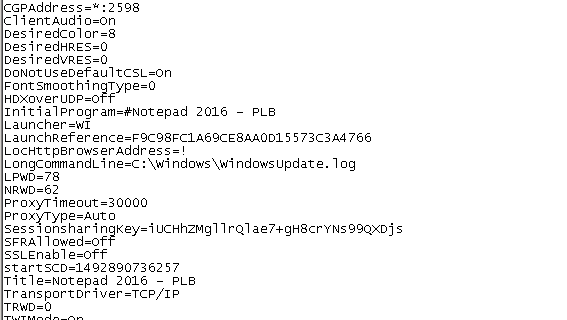 CGPAddress=*:2598
ClientAudio=On
DesiredColor=8
DesiredHRES=0
DesiredVRES=0
DoNotUseDefaultCSL=On
FontSmoothingType=0
HDXoverUDP=Off
InitialProgram=#Notepad 2016 - PLB
Launcher=WI
LaunchReference=F9C98FC1A69CE8AA0D15573C3A4766
LocHttpBrowserAddress=!
LongCommandLine=C:\Windows\WindowsUpdate.log
LPWD=78
NRWD=62
ProxyTimeout=30000
ProxyType=Auto
SessionsharingKey=iUCHhZMgllrQlae7+gH8crYNs99QXDjs
SFRAllowed=Off
SSLEnable=Off
startSCD=1492890736257
Title=Notepad 2016 - PLB
TransportDriver=TCP/IP
TRWD=0
TWIMode=On